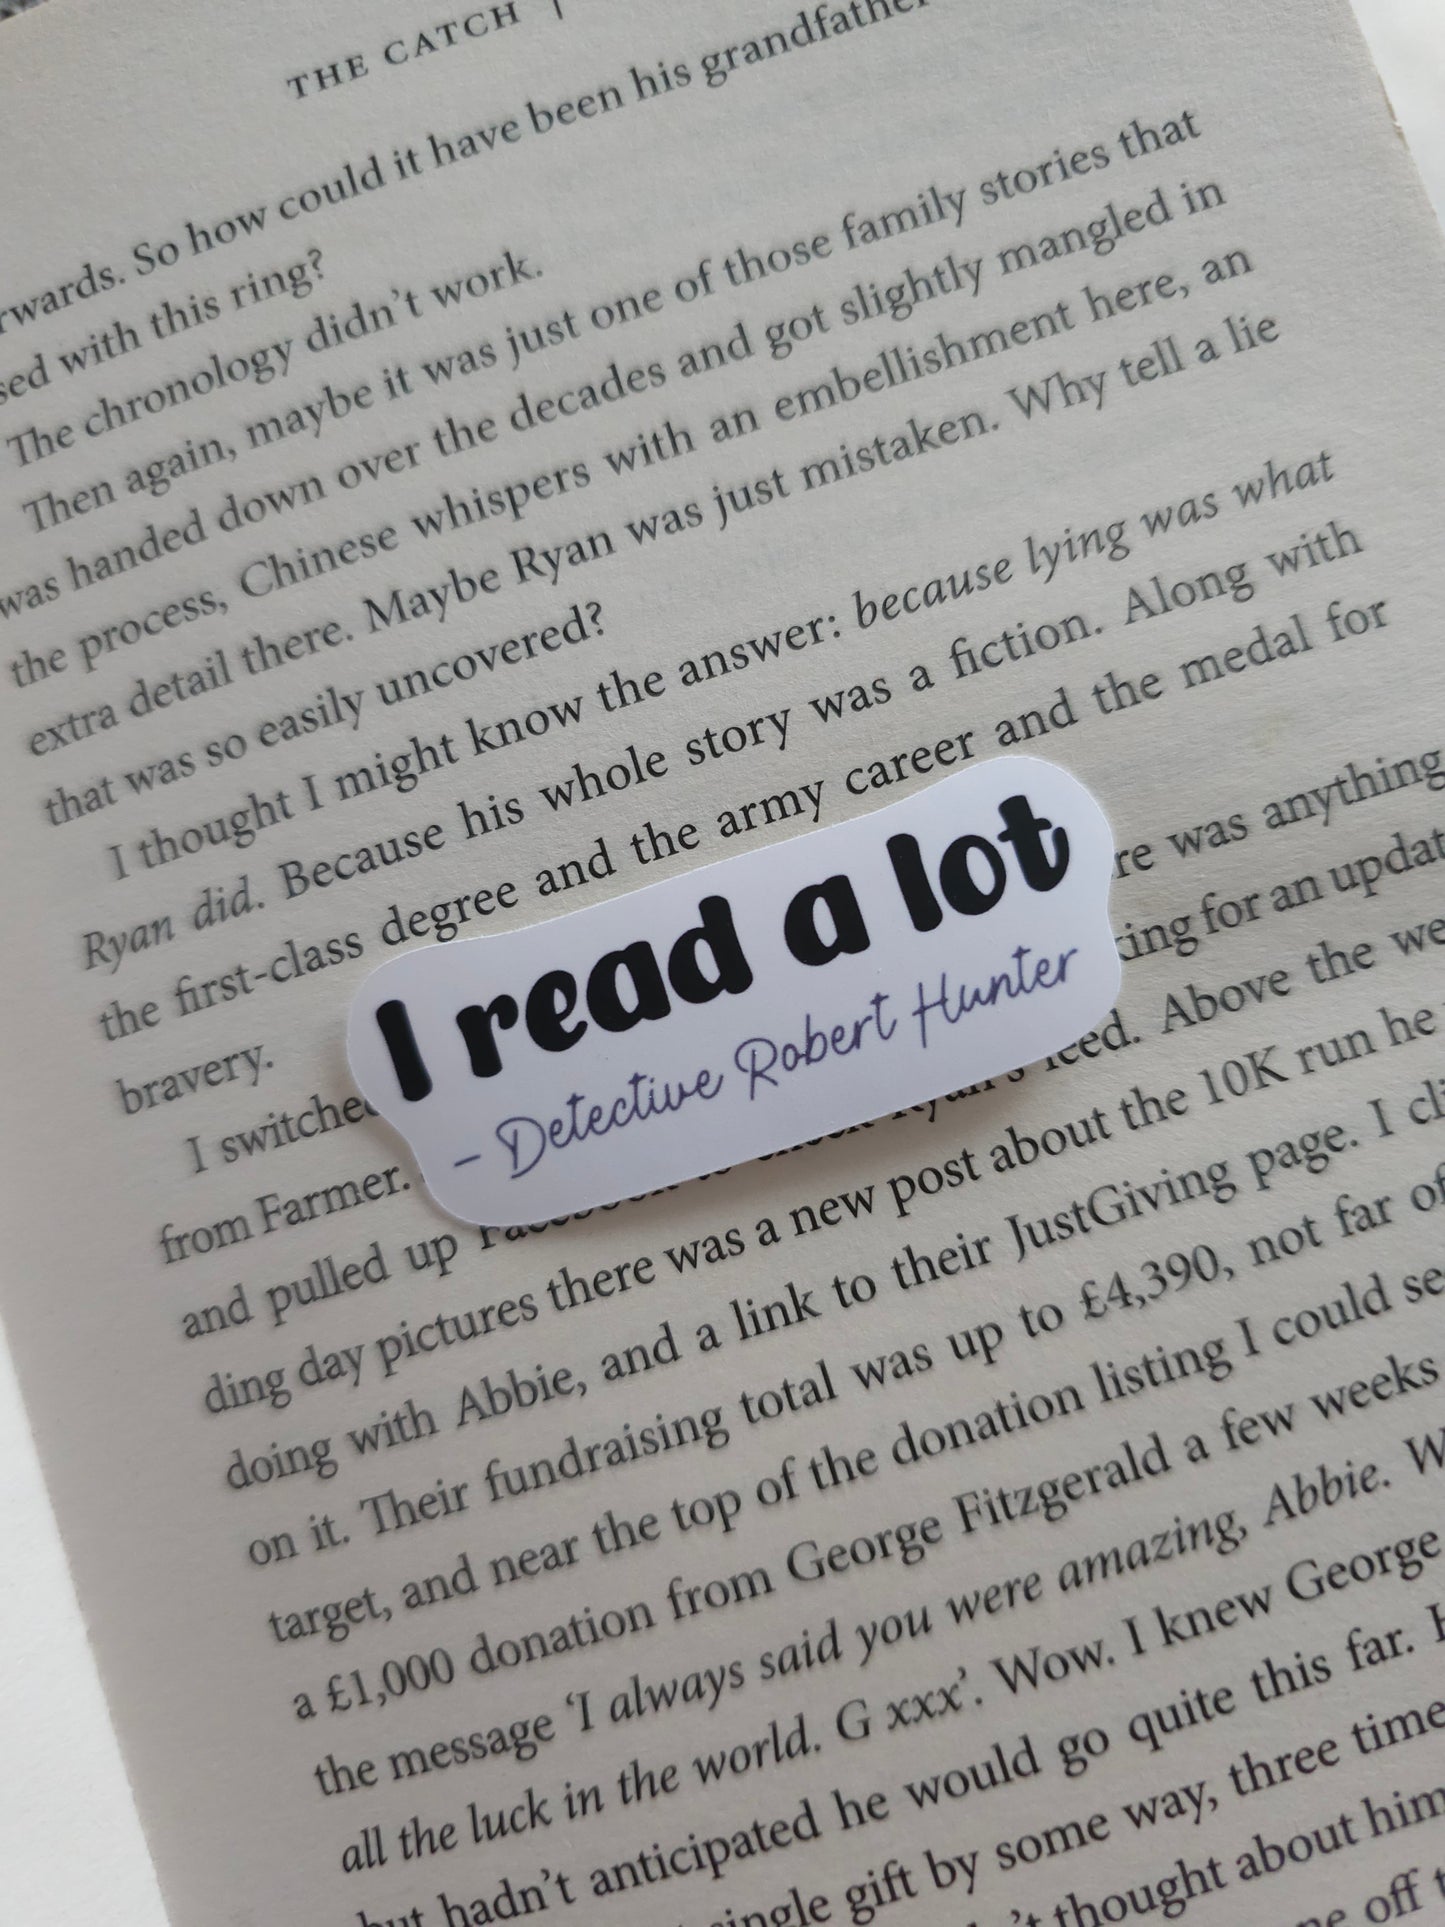 THE CATCH |
rwards. So how could it have been his grandfather
sed with this ring?
The chronology didn't work.
Then again, maybe it was just one of those family stories that
was handed down over the decades and got slightly mangled in
the process, Chinese whispers with an embellishment here, an
extra detail there. Maybe Ryan was just mistaken. Why tell a lie
that was so easily uncovered?
I thought I might know the answer: because lying was what
Ryan did. Because his whole story was a fiction. Along with
the first-class degree and the army career and the medal for
bravery.
I switched re was anything
from Farmer. king for an updat
and pulled up Facebook to check Ryan's feed. Above the we
ding day pictures there was a new post about the 10K run he
doing with Abbie, and a link to their JustGiving page. I cli
on it. Their fundraising total was up to £4,390, not far of
target, and near the top of the donation listing I could se
a £1,000 donation from George Fitzgerald a few weeks
the message 'I always said you were amazing, Abbie. W
all the luck in the world. G xxx'. Wow. I knew George
but hadn't anticipated he would go quite this far. H
single gift by some way, three time
't thought about him
ne off t
I read a lot
- Detective Robert Hunter